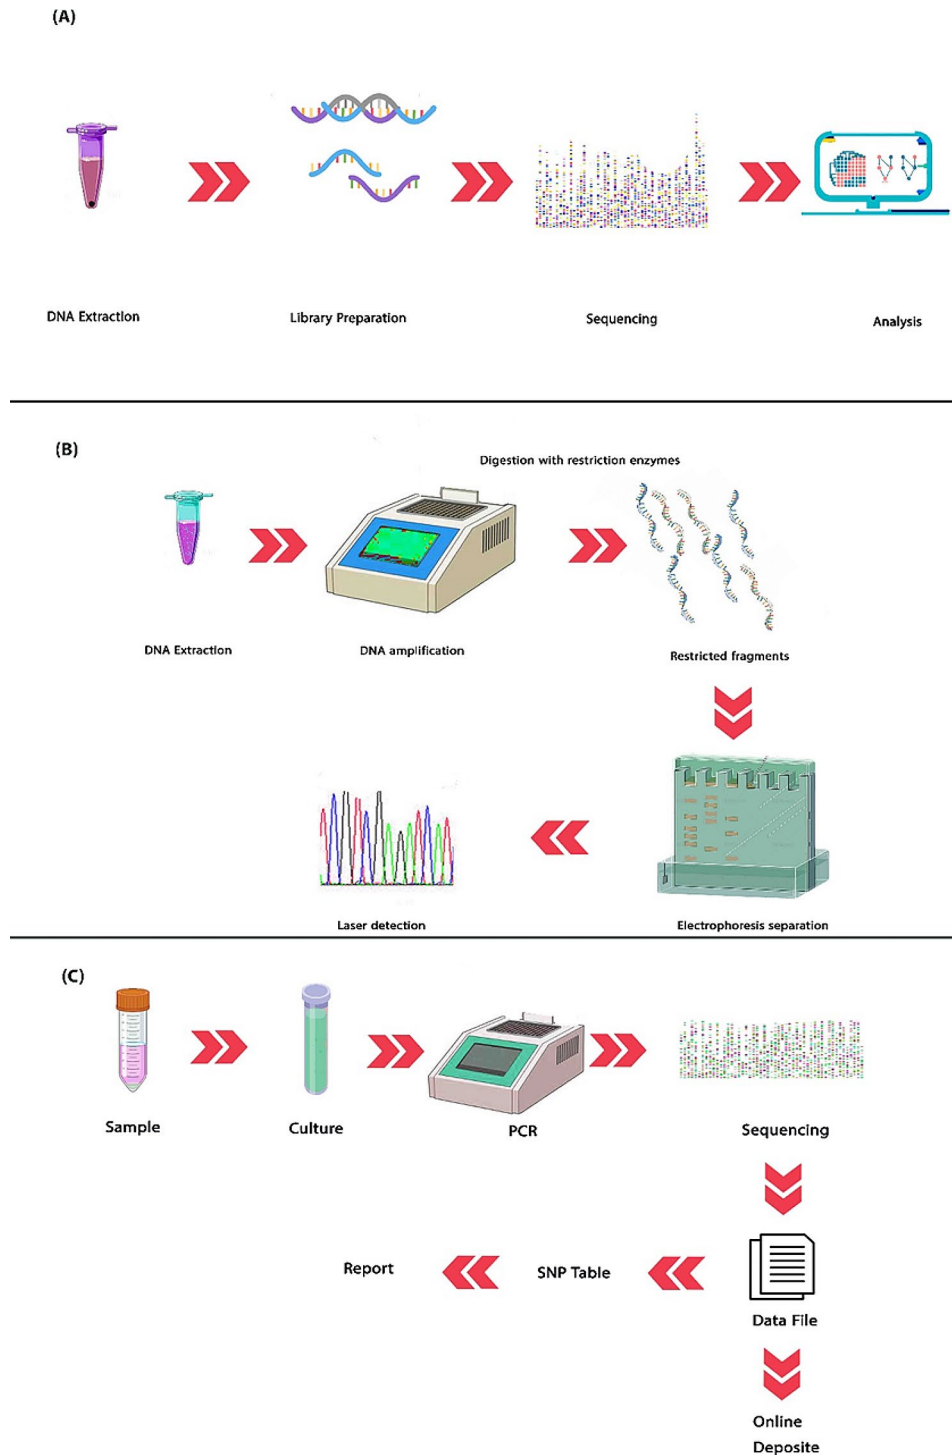 (A)
DNA Extraction
Library Preparation
Sequencing
Analysis
(B)
Digestion with restriction enzymes
DNA Extraction
DNA amplification
Restricted fragments
Laser detection
Electrophoresis separation
(C)
Sample
Culture
PCR
Sequencing
Report
SNP Table
Data File
Online
Deposite